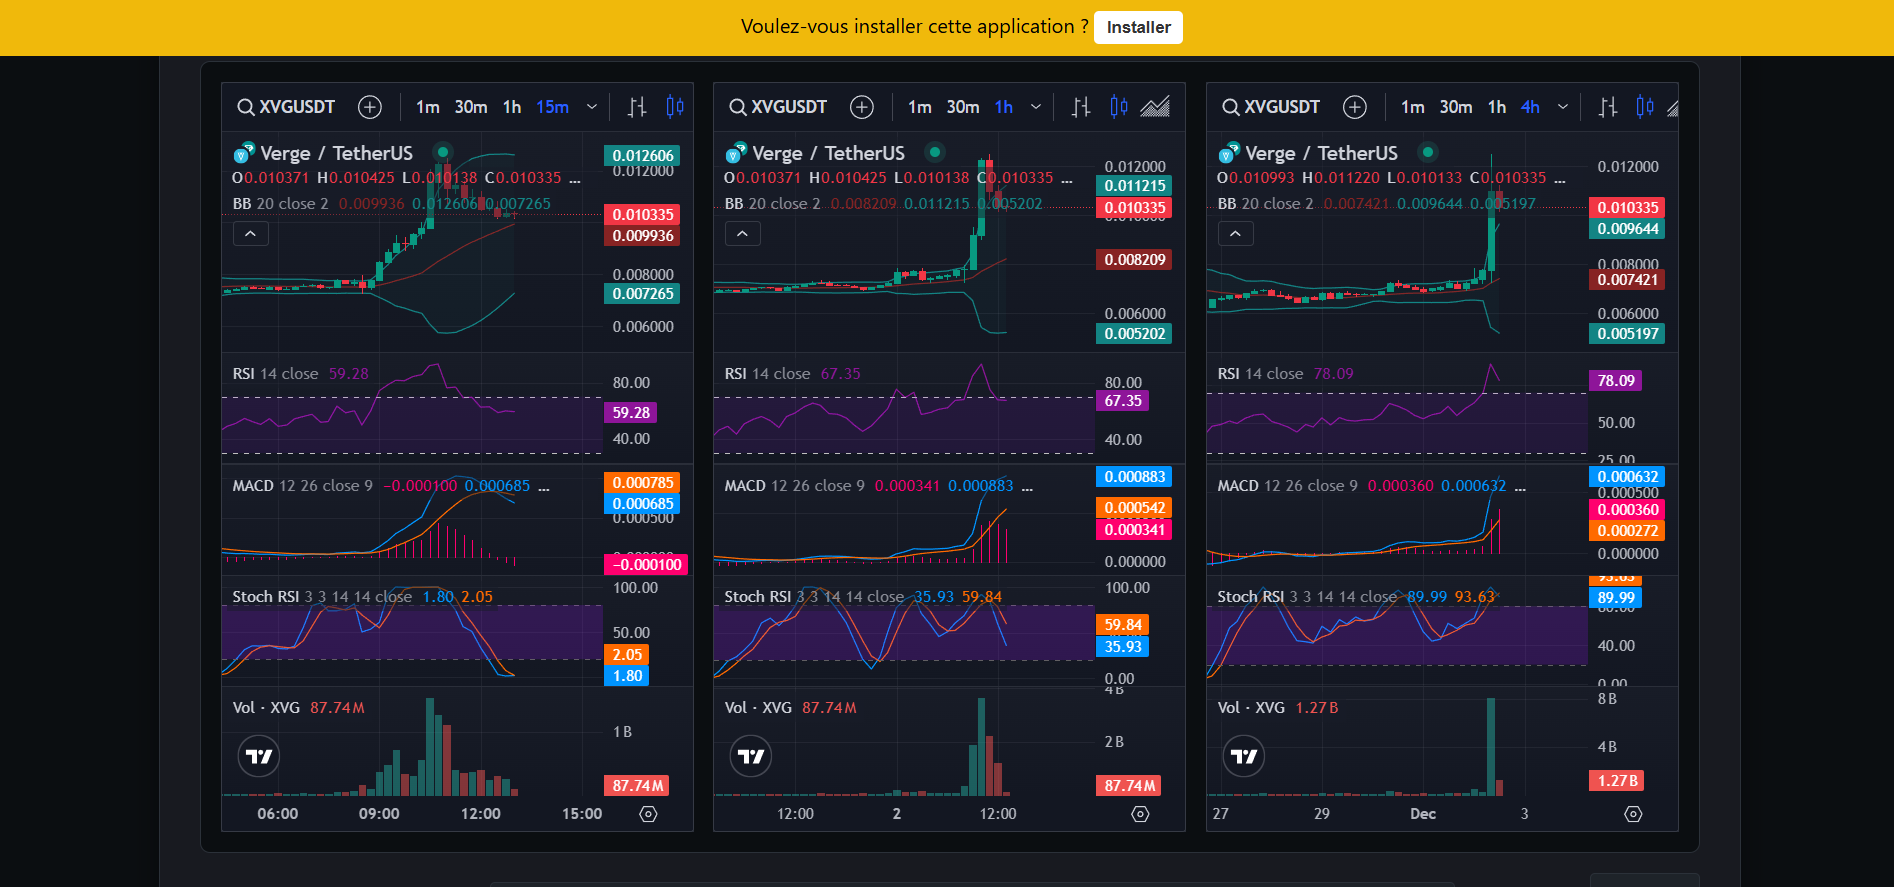 Voulez-vous installer cette application ? Installer
XVGUSDT 1m 30m 1h 15m
Verge / TetherUS
O0.010371 H0.010425 L0.010138 C0.010335 ...
BB 20 close 2 0.009936 0.012606 0.007265
0.012606
0.012000
0.010335
0.009936
0.008000
0.007265
0.006000
RSI 14 close 59.28
80.00
59.28
40.00
MACD 12 26 close 9 −0.000100 0.000685 ...
0.000785
0.000685
0.000500
−0.000100
Stoch RSI 3 3 14 14 close 1.80 2.05
100.00
50.00
2.05
1.80
Vol · XVG 87.74M
1B
87.74M
06:00 09:00 12:00 15:00
XVGUSDT 1m 30m 1h
Verge / TetherUS
O0.010371 H0.010425 L0.010138 C0.010335 ...
BB 20 close 2 0.008209 0.011215 0.005202
0.012000
0.011215
0.010335
0.008209
0.006000
0.005202
RSI 14 close 67.35
80.00
67.35
40.00
MACD 12 26 close 9 0.000341 0.000883 ...
0.000883
0.000542
0.000341
0.000000
Stoch RSI 3 3 14 14 close 35.93 59.84
100.00
59.84
35.93
0.00
4B
Vol · XVG 87.74M
2B
87.74M
12:00 2 12:00
XVGUSDT 1m 30m 1h 4h
Verge / TetherUS
O0.010993 H0.011220 L0.010133 C0.010335 ...
BB 20 close 2 0.007421 0.009644 0.005197
0.012000
0.010335
0.009644
0.008000
0.007421
0.006000
0.005197
RSI 14 close 78.09
78.09
50.00
25.00
MACD 12 26 close 9 0.000360 0.000632 ...
0.000632
0.000500
0.000360
0.000272
0.000000
Stoch RSI 3 3 14 14 close 89.99 93.63
93.63
89.99
80.00
40.00
0.00
Vol · XVG 1.27B
8B
4B
1.27B
27 29 Dec 3